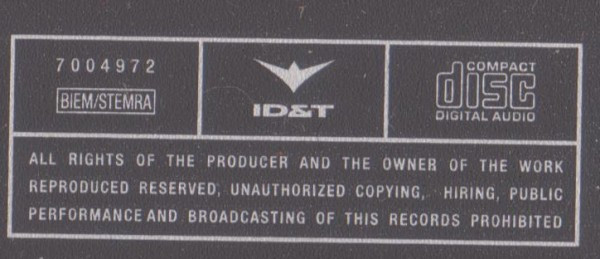 7004972
BIEM/STEMRA
ID&T
COMPACT
disc
DIGITAL AUDIO
ALL RIGHTS OF THE PRODUCER AND THE OWNER OF THE WORK
REPRODUCED RESERVED, UNAUTHORIZED COPYING, HIRING, PUBLIC
PERFORMANCE AND BROADCASTING OF THIS RECORDS PROHIBITED